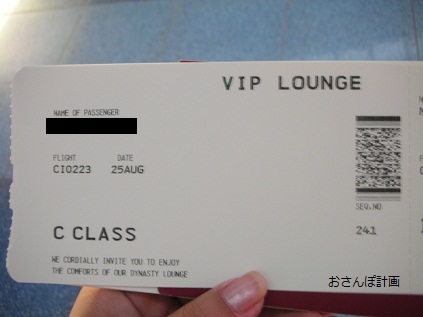 VIP LOUNGE
NAME OF PASSENGER
FLIGHT DATE
CI0223 25AUG
SEQ.NO
C CLASS 241
WE CORDIALLY INVITE YOU TO ENJOY
THE COMFORTS OF OUR DYNASTY LOUNGE
おさんぽ計画